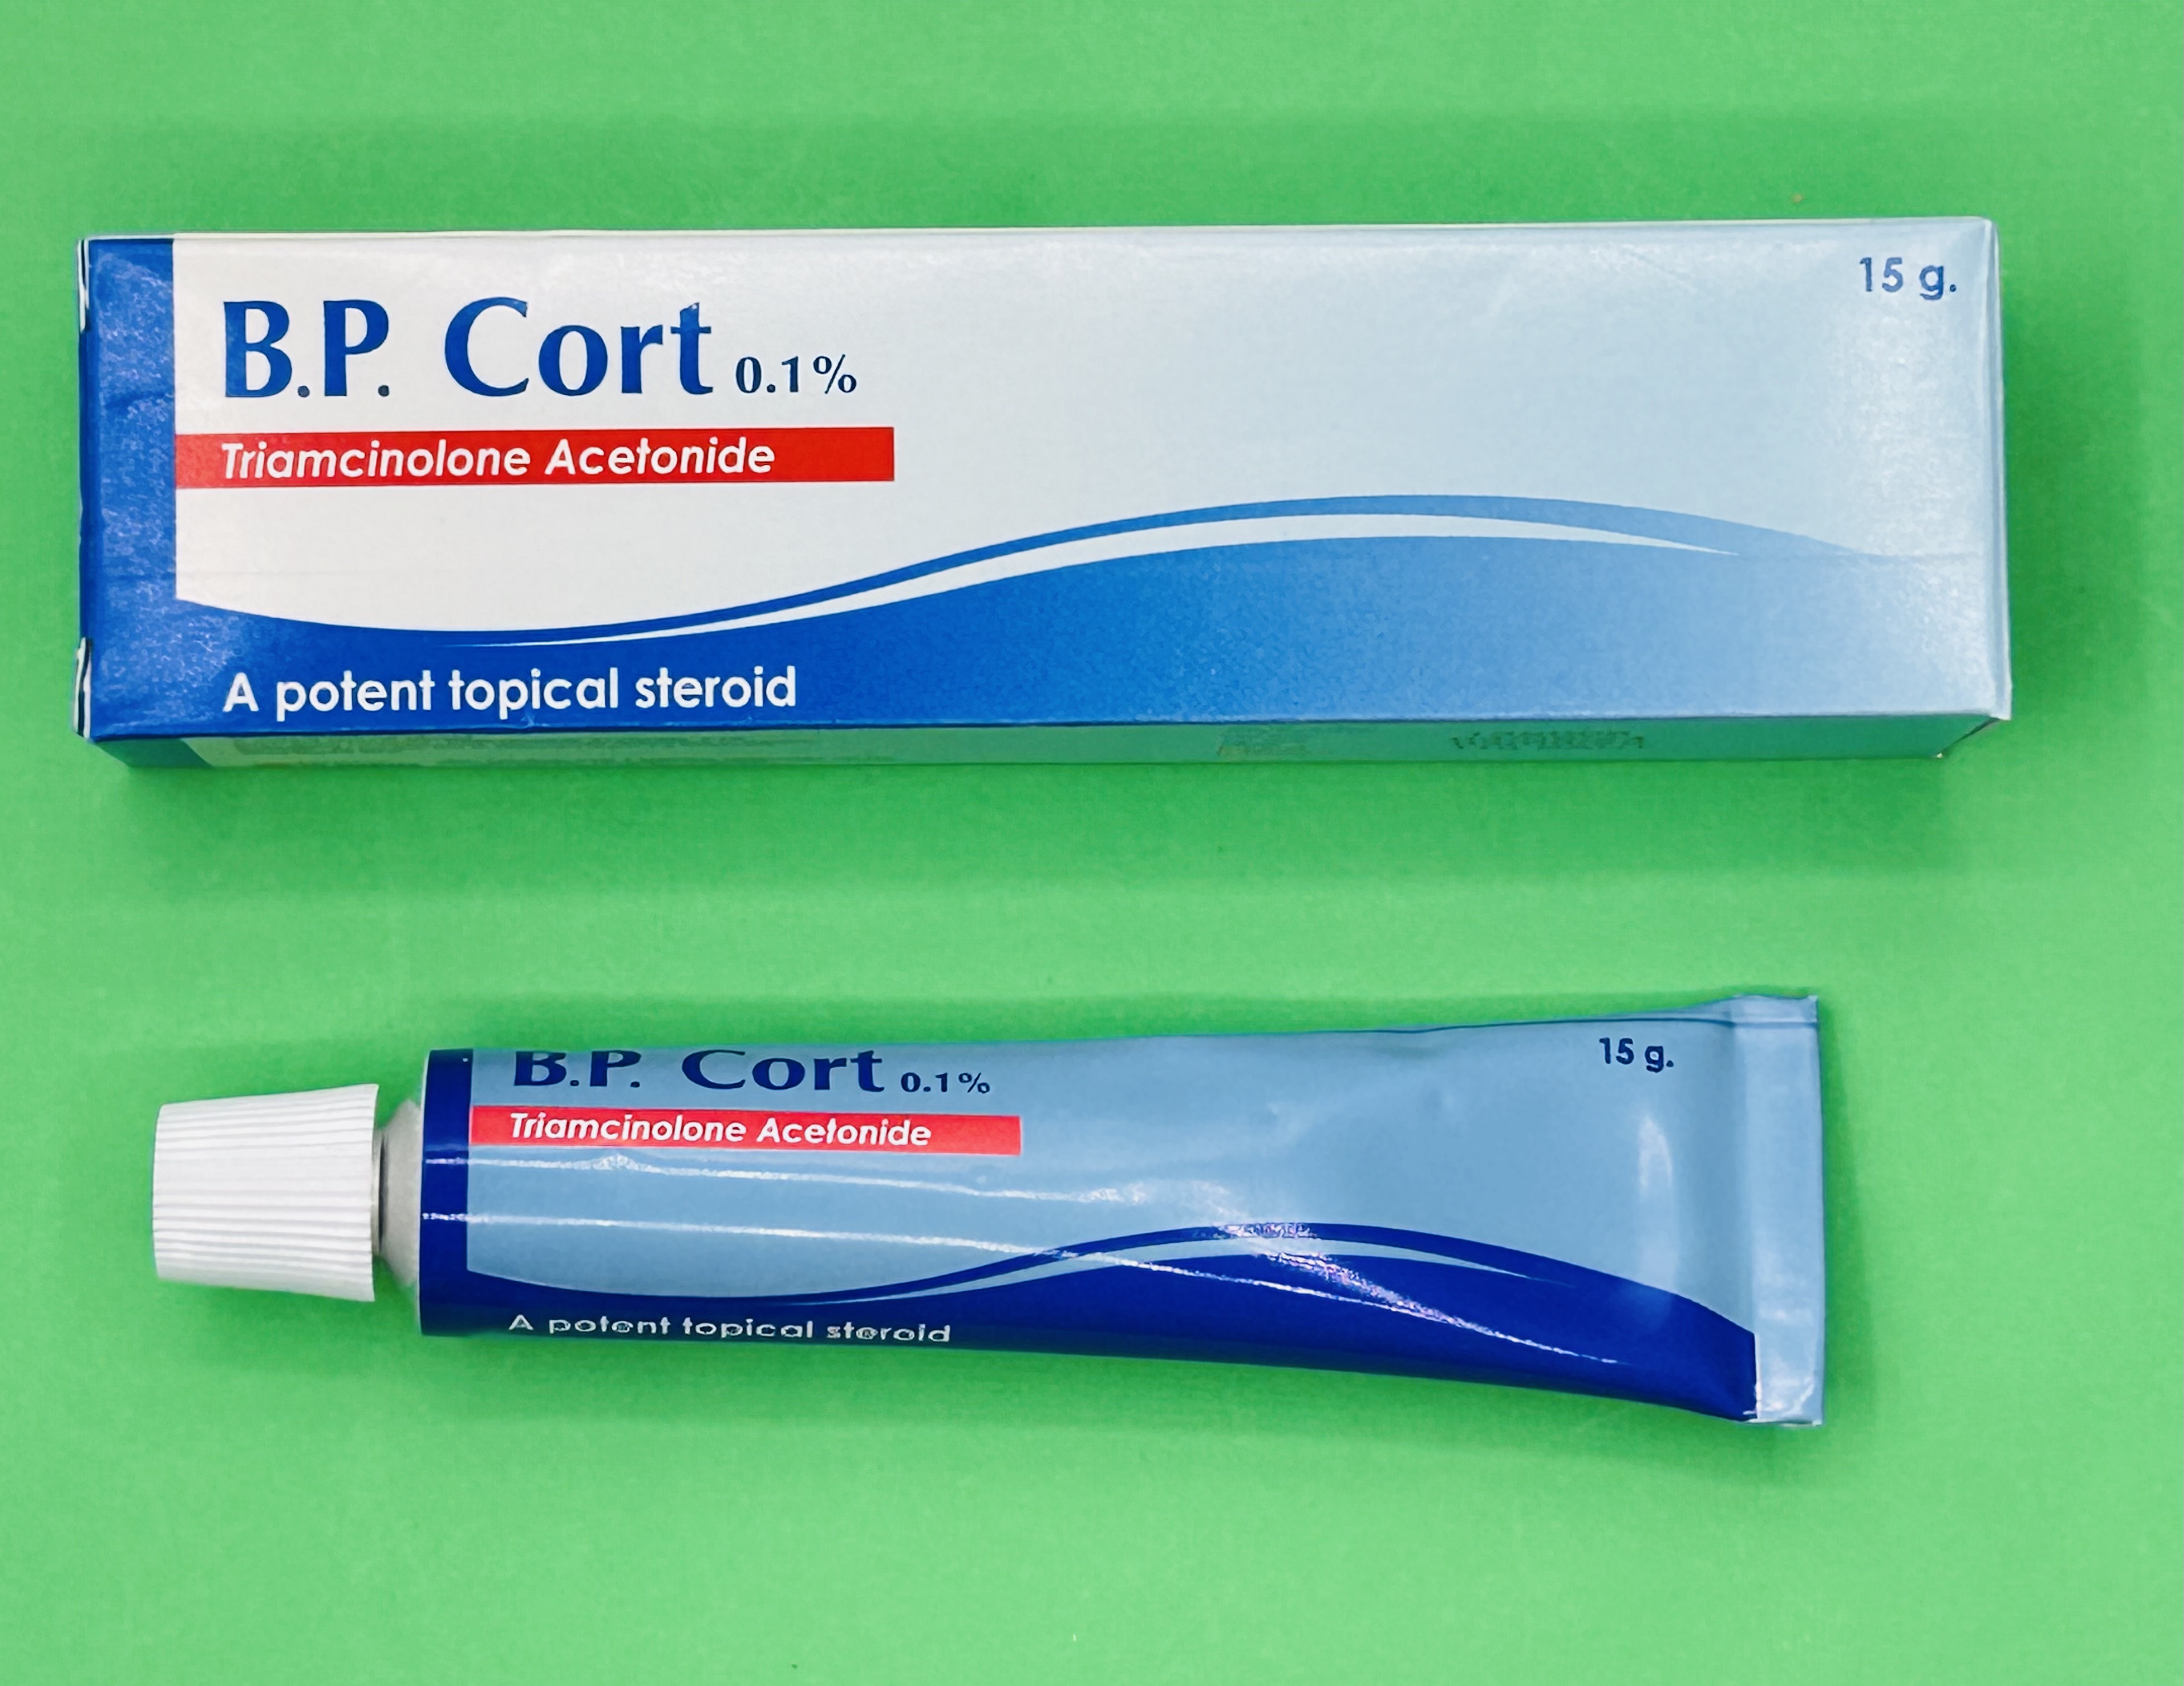 15 g.
B.P. Cort 0.1%
Triamcinolone Acetonide
A potent topical steroid
15 g.
B.P. Cort 0.1%
Triamcinolone Acetonide
A potent topical steroid